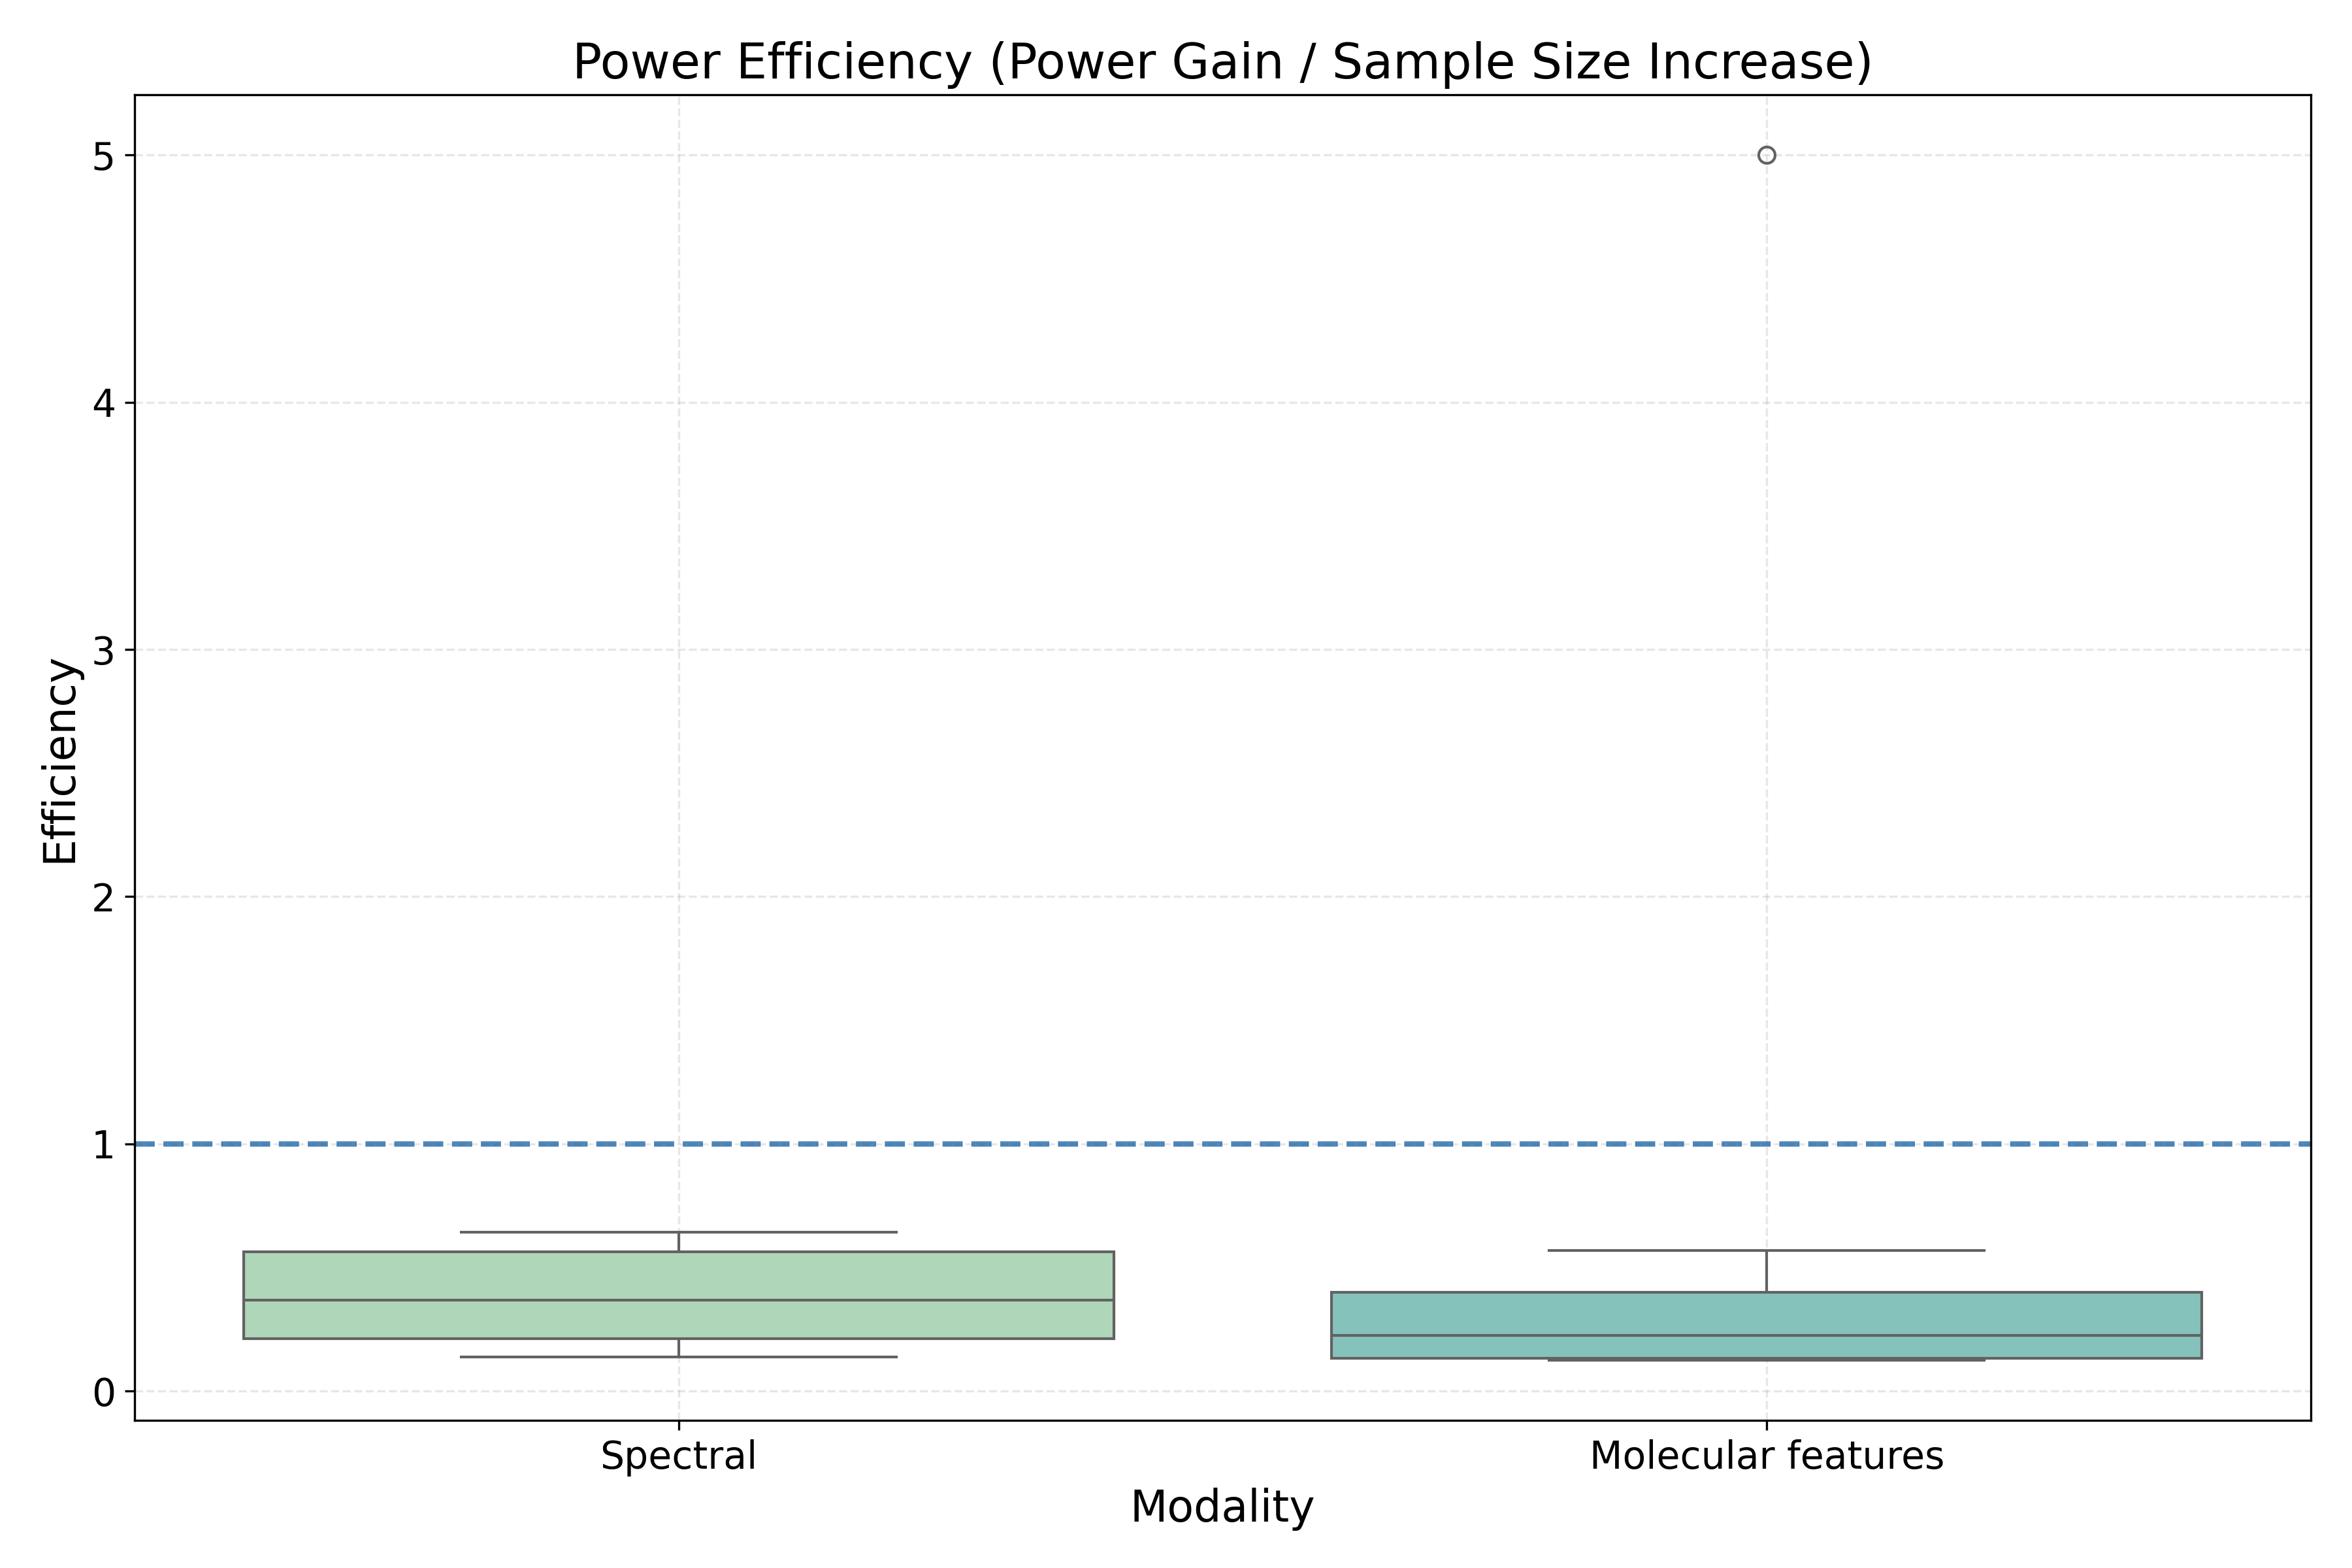 Power Efficiency (Power Gain / Sample Size Increase)
5
4
3
2
1
0
Efficiency
Spectral
Molecular features
Modality